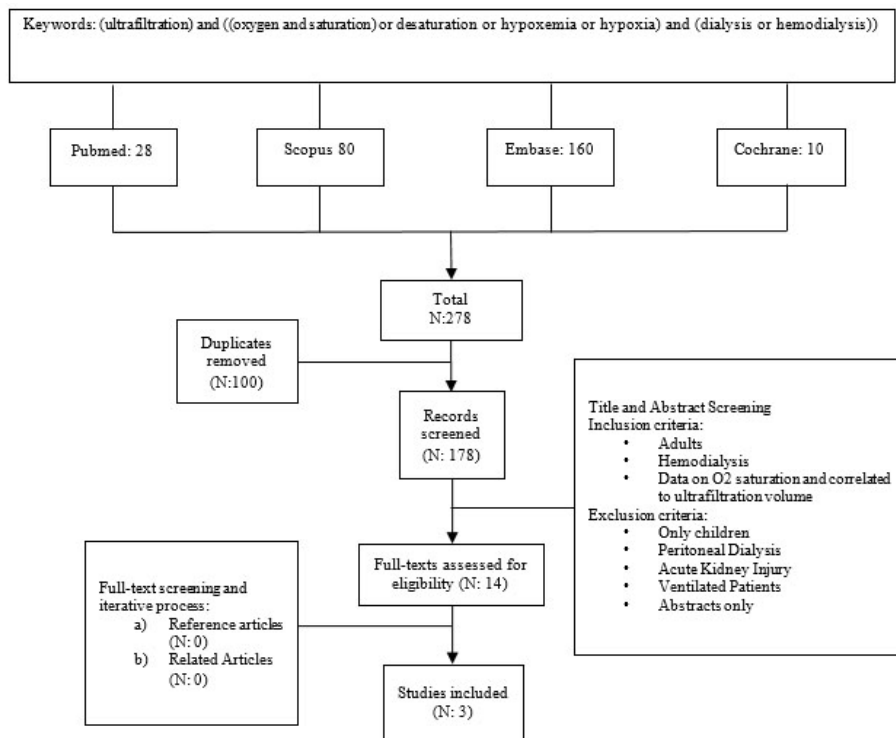 Keywords: (ultrafiltration) and ((oxygen and saturation) or desaturation or hypoxemia or hypoxia) and (dialysis or hemodialysis))
Pubmed: 28
Scopus 80
Embase: 160
Cochrane: 10
Total
N:278
Duplicates
removed
(N:100)
Records
screened
(N: 178)
Title and Abstract Screening
Inclusion criteria:
• Adults
• Hemodialysis
• Data on O2 saturation and correlated
to ultrafiltration volume
Exclusion criteria:
• Only children
• Peritoneal Dialysis
• Acute Kidney Injury
• Ventilated Patients
• Abstracts only
Full-texts assessed for
eligibility (N: 14)
Full-text screening and
iterative process:
a) Reference articles
(N: 0)
b) Related Articles
(N: 0)
Studies included
(N: 3)